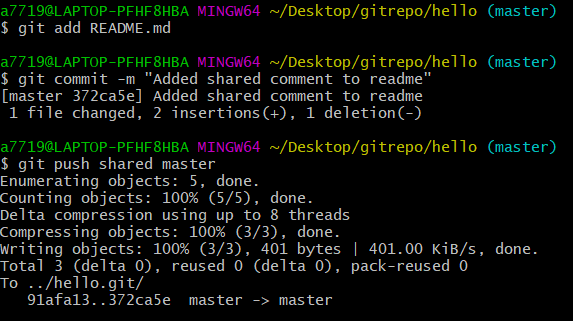 a7719@LAPTOP-PFHF8HBA MINGW64 ~/Desktop/gitrepo/hello (master)
$ git add README.md
a7719@LAPTOP-PFHF8HBA MINGW64 ~/Desktop/gitrepo/hello (master)
$ git commit -m "Added shared comment to readme"
[master 372ca5e] Added shared comment to readme
 1 file changed, 2 insertions(+), 1 deletion(-)
a7719@LAPTOP-PFHF8HBA MINGW64 ~/Desktop/gitrepo/hello (master)
$ git push shared master
Enumerating objects: 5, done.
Counting objects: 100% (5/5), done.
Delta compression using up to 8 threads
Compressing objects: 100% (3/3), done.
Writing objects: 100% (3/3), 401 bytes | 401.00 KiB/s, done.
Total 3 (delta 0), reused 0 (delta 0), pack-reused 0
To ../hello.git/
   91afa13..372ca5e  master -> master